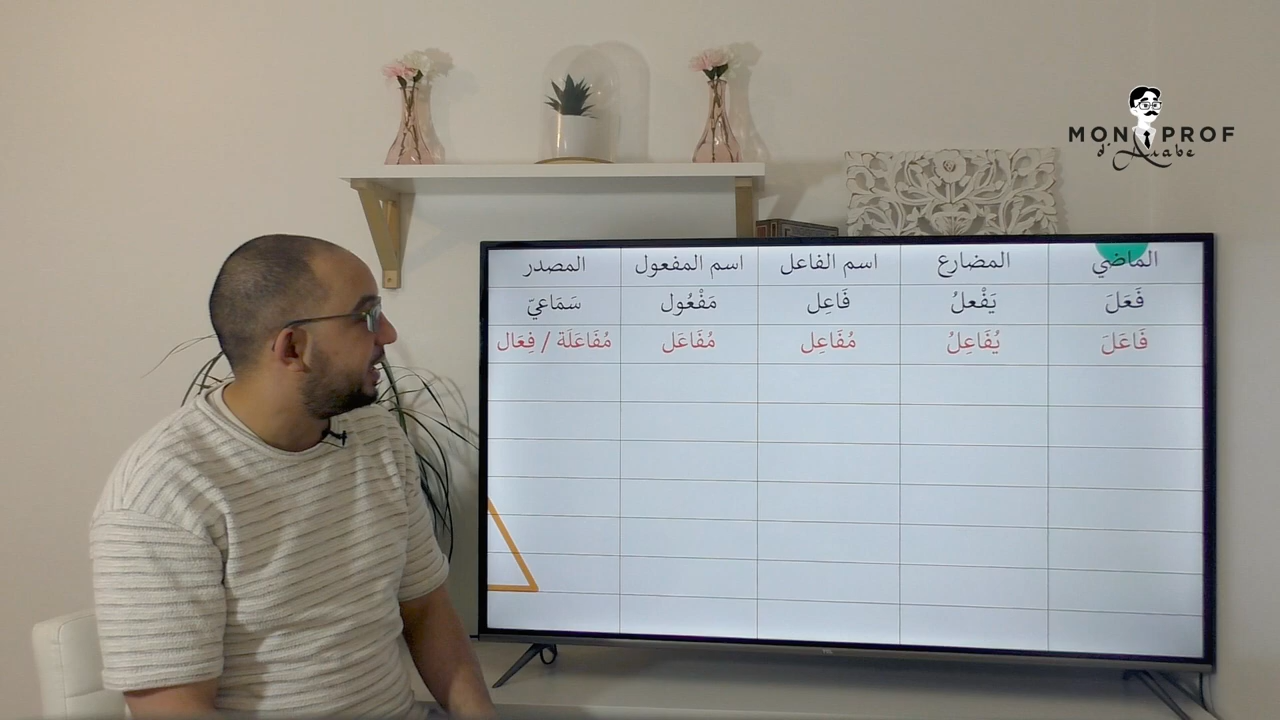 MON PROF
d'Arabe
الماضي المضارع اسم الفاعل اسم المفعول المصدر
فَعَلَ يَفْعلُ فَاعِل مَفْعُول سَمَاعيّ
فَاعَلَ يُفَاعِلُ مُفَاعِل مُفَاعَل مُفَاعَلَة / فِعَال